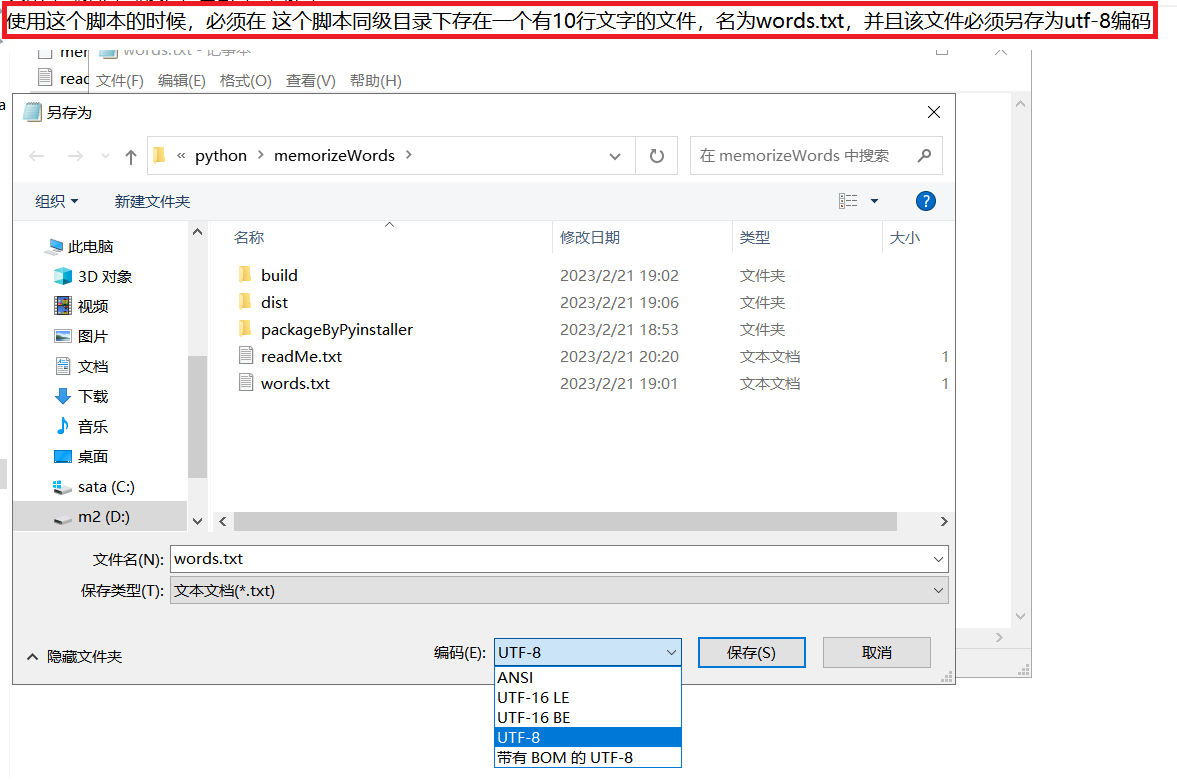 使用这个脚本的时候，必须在 这个脚本同级目录下存在一个有10行文字的文件，名为words.txt，并且该文件必须另存为utf-8编码
words.txt - 记事本
文件(F) 编辑(E) 格式(O) 查看(V) 帮助(H)
另存为
« python > memorizeWords >
在 memorizeWords 中搜索
组织 新建文件夹
名称 修改日期 类型 大小
此电脑
3D 对象
视频
图片
文档
下载
音乐
桌面
sata (C:)
m2 (D:)
build 2023/2/21 19:02 文件夹
dist 2023/2/21 19:06 文件夹
packageByPyinstaller 2023/2/21 18:53 文件夹
readMe.txt 2023/2/21 20:20 文本文档 1
words.txt 2023/2/21 19:01 文本文档 1
文件名(N): words.txt
保存类型(T): 文本文档(*.txt)
隐藏文件夹
编码(E): UTF-8 保存(S) 取消
ANSI
UTF-16 LE
UTF-16 BE
UTF-8
带有 BOM 的 UTF-8